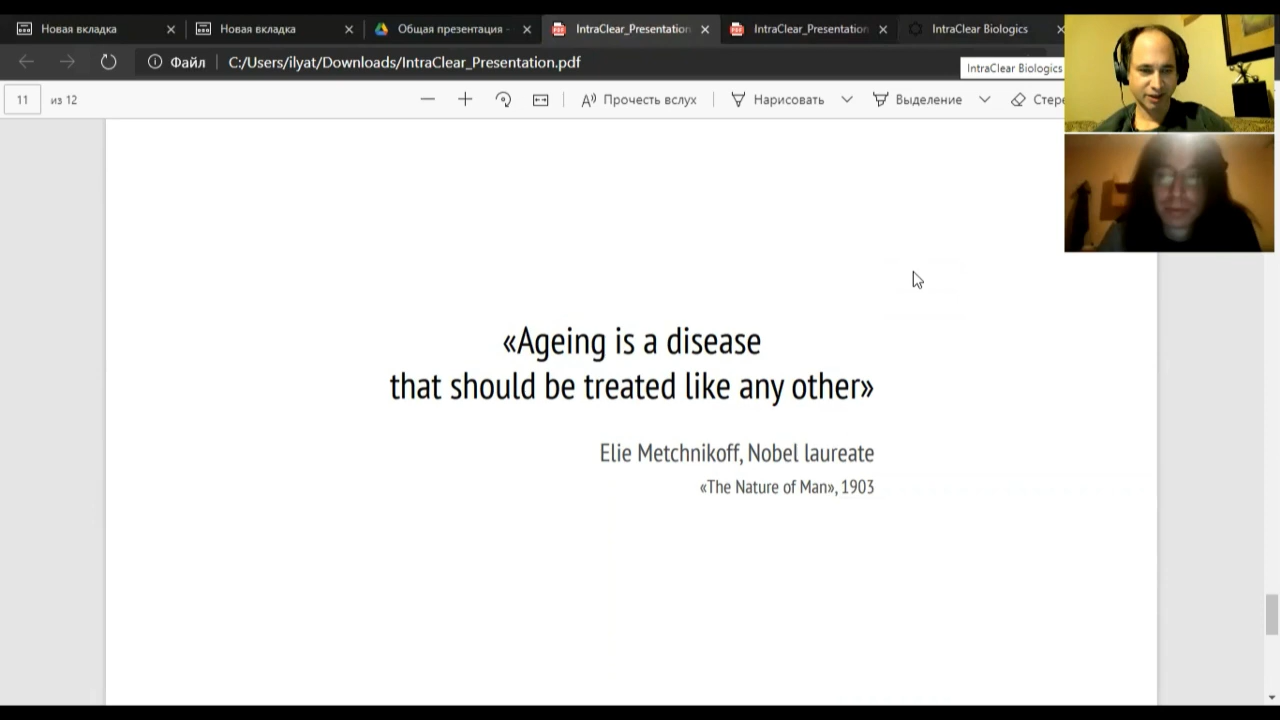 Новая вкладка
Новая вкладка
Общая презентация -
IntraClear_Presentation
IntraClear_Presentation
IntraClear Biologics
Файл
C:/Users/ilyat/Downloads/IntraClear_Presentation.pdf
IntraClear Biologics
11 из 12
Прочесть вслух
Нарисовать
Выделение
Стере
«Ageing is a disease
that should be treated like any other»
Elie Metchnikoff, Nobel laureate
«The Nature of Man», 1903